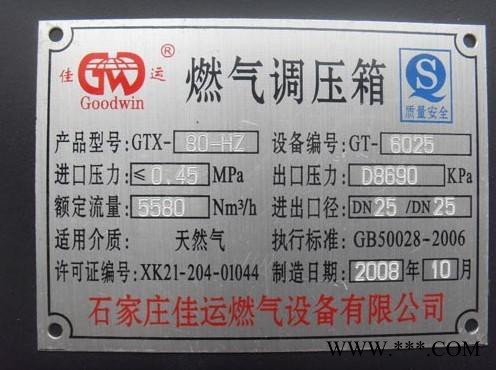 佳 GW 运 ®
Goodwin
燃气调压箱
QS
质量安全
产品型号:GTX-80-HZ 设备编号:GT-6025
进口压力:≤0.45 MPa 出口压力:D8690 KPa
额定流量:5580 Nm³/h 进出口径:DN25/DN25
适用介质: 天然气 执行标准:GB50028-2006
许可证编号:XK21-204-01044 制造日期:2008年10月
石家庄佳运燃气设备有限公司
www.***.com